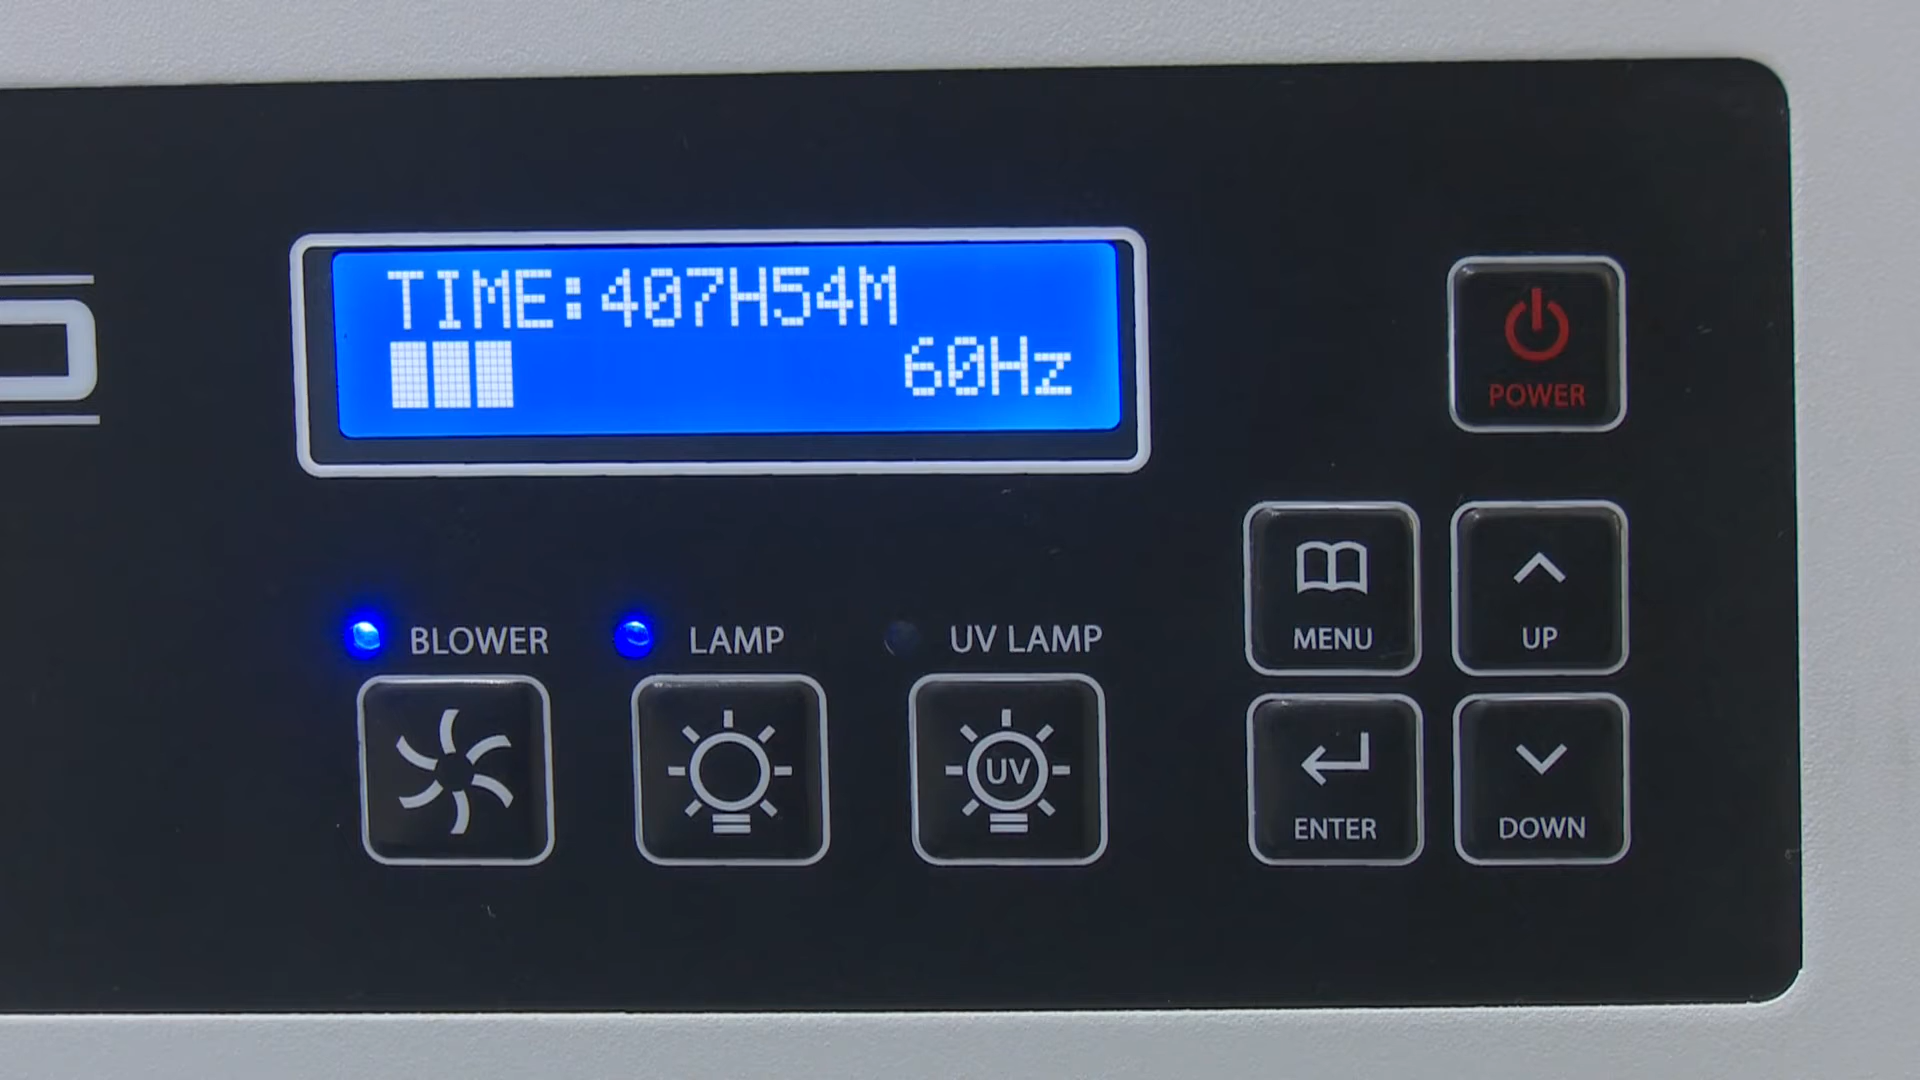 TIME:407H54M
60Hz
POWER
BLOWER
LAMP
UV LAMP
UV
MENU
UP
ENTER
DOWN